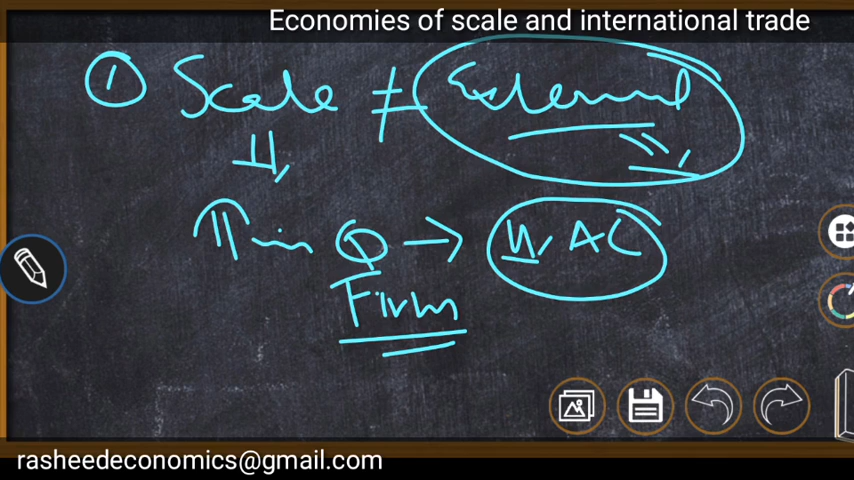 Economies of scale and international trade
① Scale ≠ External
⇓
⇑ in Q → ⇓, AC
Firm
rasheedeconomics@gmail.com